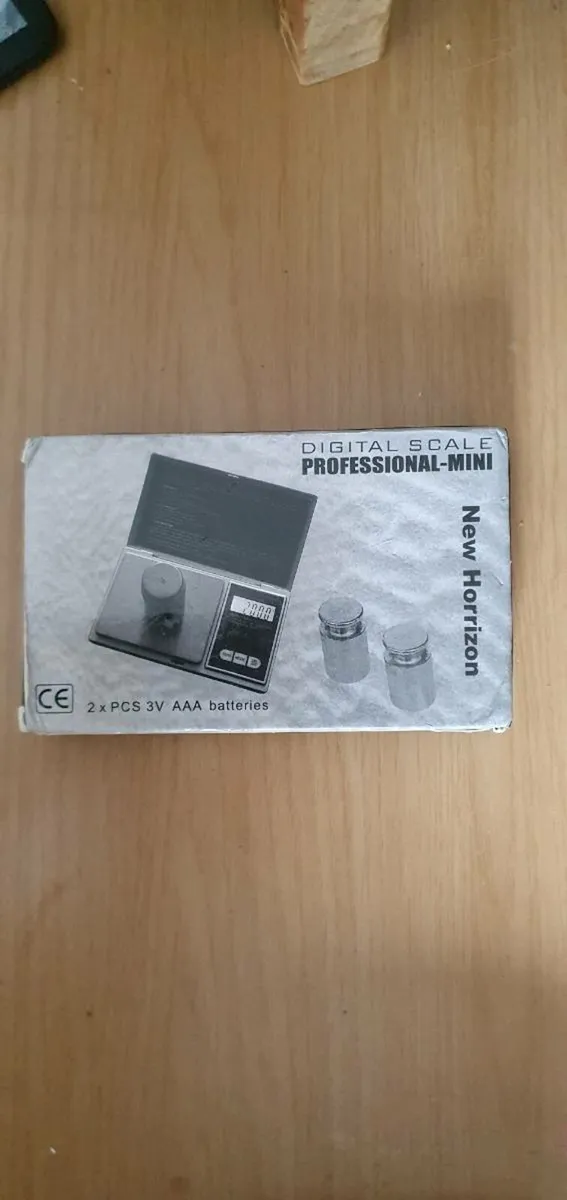 DIGITAL SCALE
PROFESSIONAL-MINI
New Horrizon
CE
2 x PCS 3V AAA batteries